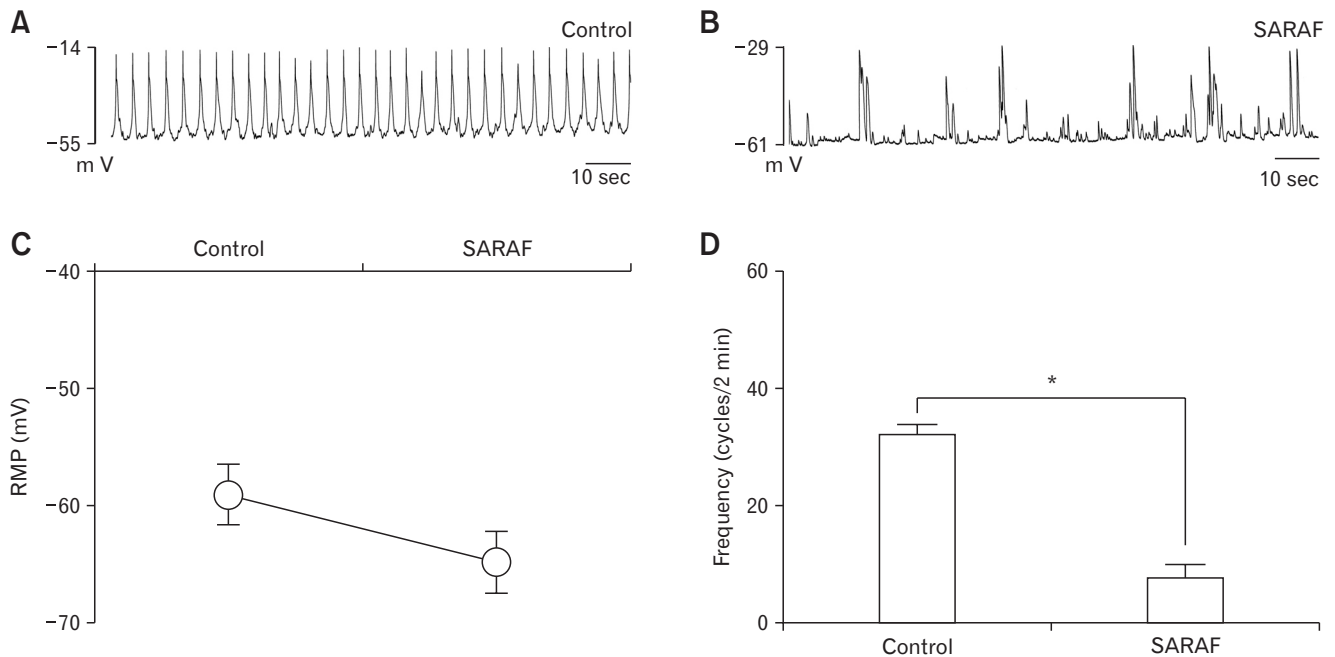 A
Control
−14
−55
m V
10 sec
B
SARAF
−29
−61
m V
10 sec
C
Control
SARAF
−40
−50
−60
−70
RMP (mV)
D
60
40
20
0
Frequency (cycles/2 min)
*
Control
SARAF